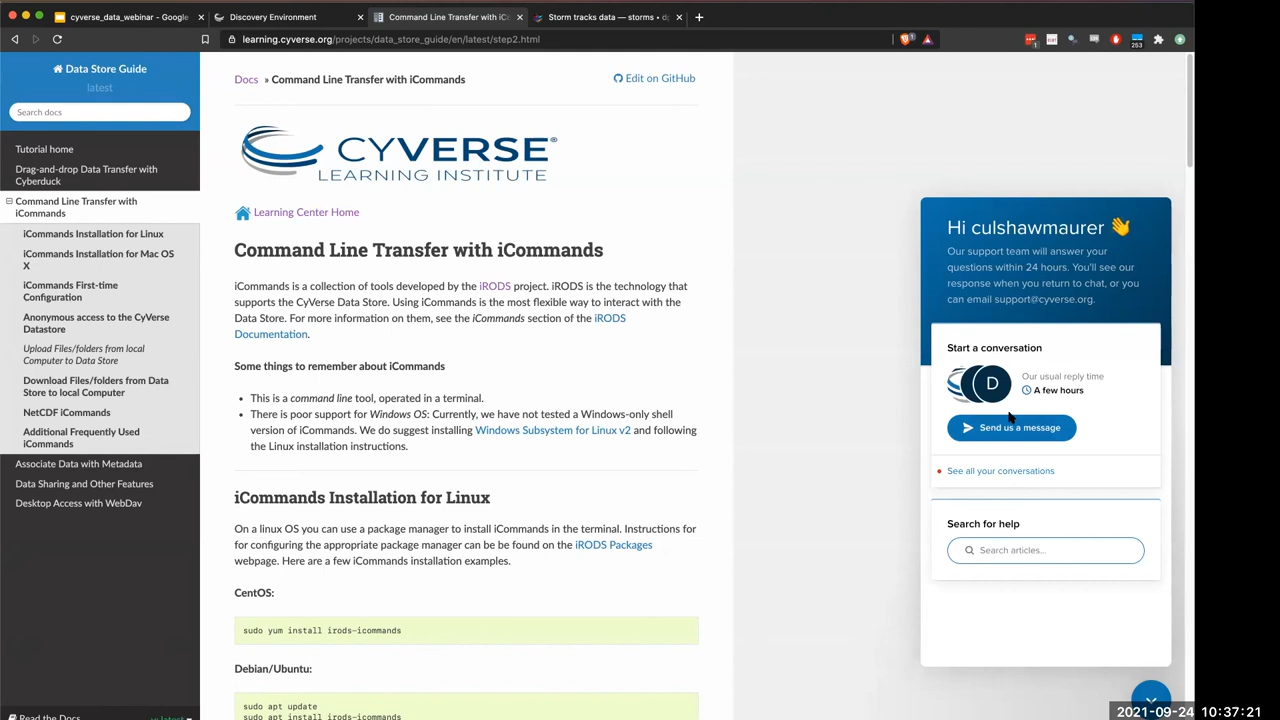 cyverse_data_webinar - Google
Discovery Environment
Command Line Transfer with iCo
Storm tracks data — storms • dp
learning.cyverse.org/projects/data_store_guide/en/latest/step2.html
253
Data Store Guide
latest
Search docs
Tutorial home
Drag-and-drop Data Transfer with
Cyberduck
Command Line Transfer with
iCommands
iCommands Installation for Linux
iCommands Installation for Mac OS
X
iCommands First-time
Configuration
Anonymous access to the CyVerse
Datastore
Upload Files/folders from local
Computer to Data Store
Download Files/folders from Data
Store to local Computer
NetCDF iCommands
Additional Frequently Used
iCommands
Associate Data with Metadata
Data Sharing and Other Features
Desktop Access with WebDav
Read the Docs
v: latest
Docs » Command Line Transfer with iCommands
Edit on GitHub
CYVERSE®
LEARNING INSTITUTE
Learning Center Home
Command Line Transfer with iCommands
iCommands is a collection of tools developed by the iRODS project. iRODS is the technology that
supports the CyVerse Data Store. Using iCommands is the most flexible way to interact with the
Data Store. For more information on them, see the iCommands section of the iRODS
Documentation.
Some things to remember about iCommands
• This is a command line tool, operated in a terminal.
• There is poor support for Windows OS: Currently, we have not tested a Windows-only shell
version of iCommands. We do suggest installing Windows Subsystem for Linux v2 and following
the Linux installation instructions.
iCommands Installation for Linux
On a linux OS you can use a package manager to install iCommands in the terminal. Instructions for
for configuring the appropriate package manager can be be found on the iRODS Packages
webpage. Here are a few iCommands installation examples.
CentOS:
sudo yum install irods-icommands
Debian/Ubuntu:
sudo apt update
sudo apt install irods-icommands
Hi culshawmaurer 👋
Our support team will answer your
questions within 24 hours. You'll see our
response when you return to chat, or you
can email support@cyverse.org.
Start a conversation
D
Our usual reply time
A few hours
Send us a message
See all your conversations
Search for help
Search articles...
2021-09-24 10:37:21